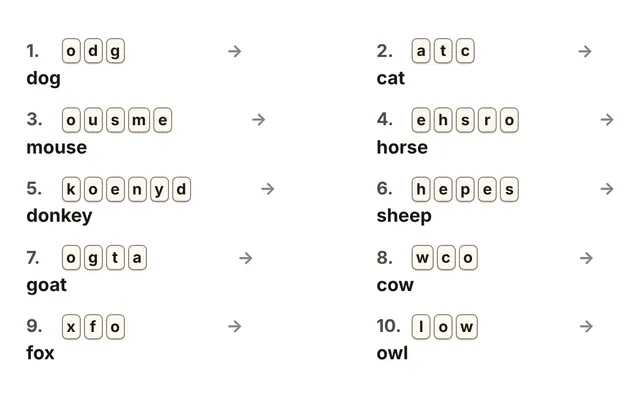 1. o d g →
dog
2. a t c →
cat
3. o u s m e →
mouse
4. e h s r o →
horse
5. k o e n y d →
donkey
6. h e p e s →
sheep
7. o g t a →
goat
8. w c o →
cow
9. x f o →
fox
10. l o w →
owl